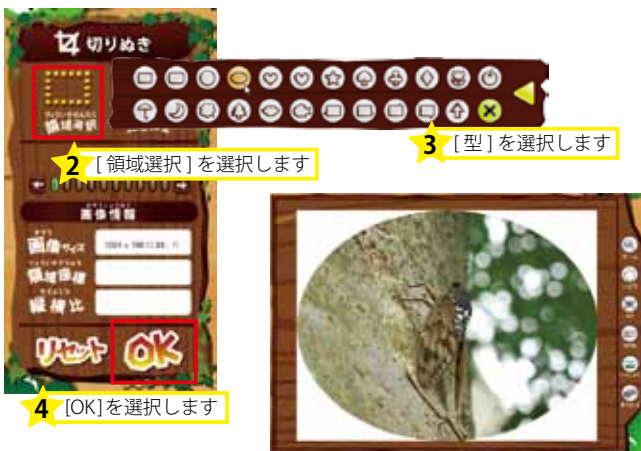 切りぬき
領域選択
2 [領域選択]を選択します
3 [型]を選択します
画像情報
画像サイズ
領域座標
縦横比
リセット OK
4 [OK]を選択します